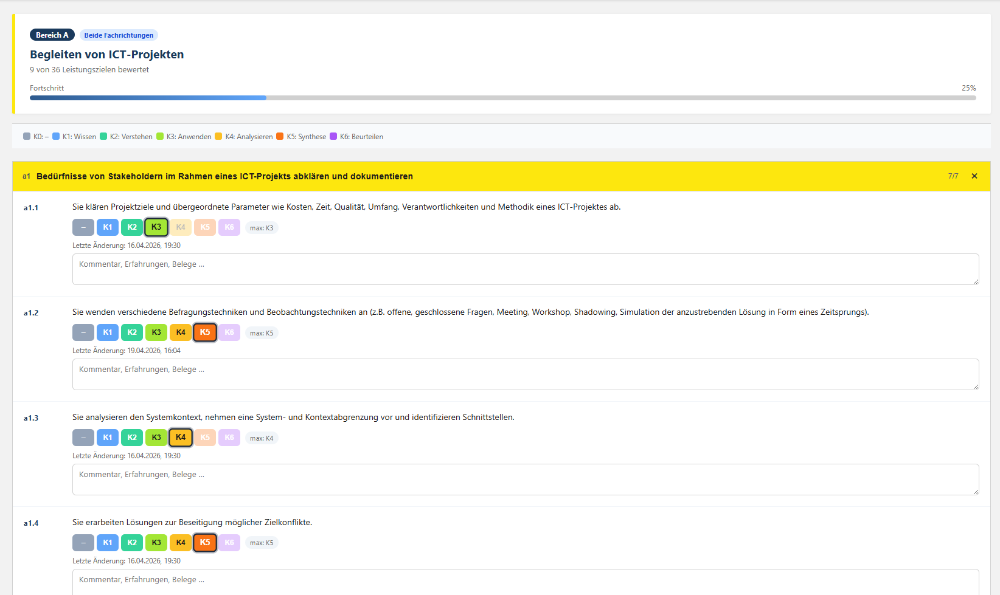 Bereich A Beide Fachrichtungen
Begleiten von ICT-Projekten
9 von 36 Leistungszielen bewertet
Fortschritt 25%
K0: – K1: Wissen K2: Verstehen K3: Anwenden K4: Analysieren K5: Synthese K6: Beurteilen
a1 Bedürfnisse von Stakeholdern im Rahmen eines ICT-Projekts abklären und dokumentieren 7/7 ✕
a1.1 Sie klären Projektziele und übergeordnete Parameter wie Kosten, Zeit, Qualität, Umfang, Verantwortlichkeiten und Methodik eines ICT-Projektes ab.
– K1 K2 K3 K4 K5 K6 max: K3
Letzte Änderung: 16.04.2026, 19:30
Kommentar, Erfahrungen, Belege ...
a1.2 Sie wenden verschiedene Befragungstechniken und Beobachtungstechniken an (z.B. offene, geschlossene Fragen, Meeting, Workshop, Shadowing, Simulation der anzustrebenden Lösung in Form eines Zeitsprungs).
– K1 K2 K3 K4 K5 K6 max: K5
Letzte Änderung: 19.04.2026, 16:04
Kommentar, Erfahrungen, Belege ...
a1.3 Sie analysieren den Systemkontext, nehmen eine System- und Kontextabgrenzung vor und identifizieren Schnittstellen.
– K1 K2 K3 K4 K5 K6 max: K4
Letzte Änderung: 16.04.2026, 19:30
Kommentar, Erfahrungen, Belege ...
a1.4 Sie erarbeiten Lösungen zur Beseitigung möglicher Zielkonflikte.
– K1 K2 K3 K4 K5 K6 max: K5
Letzte Änderung: 16.04.2026, 19:30
Kommentar, Erfahrungen, Belege ...